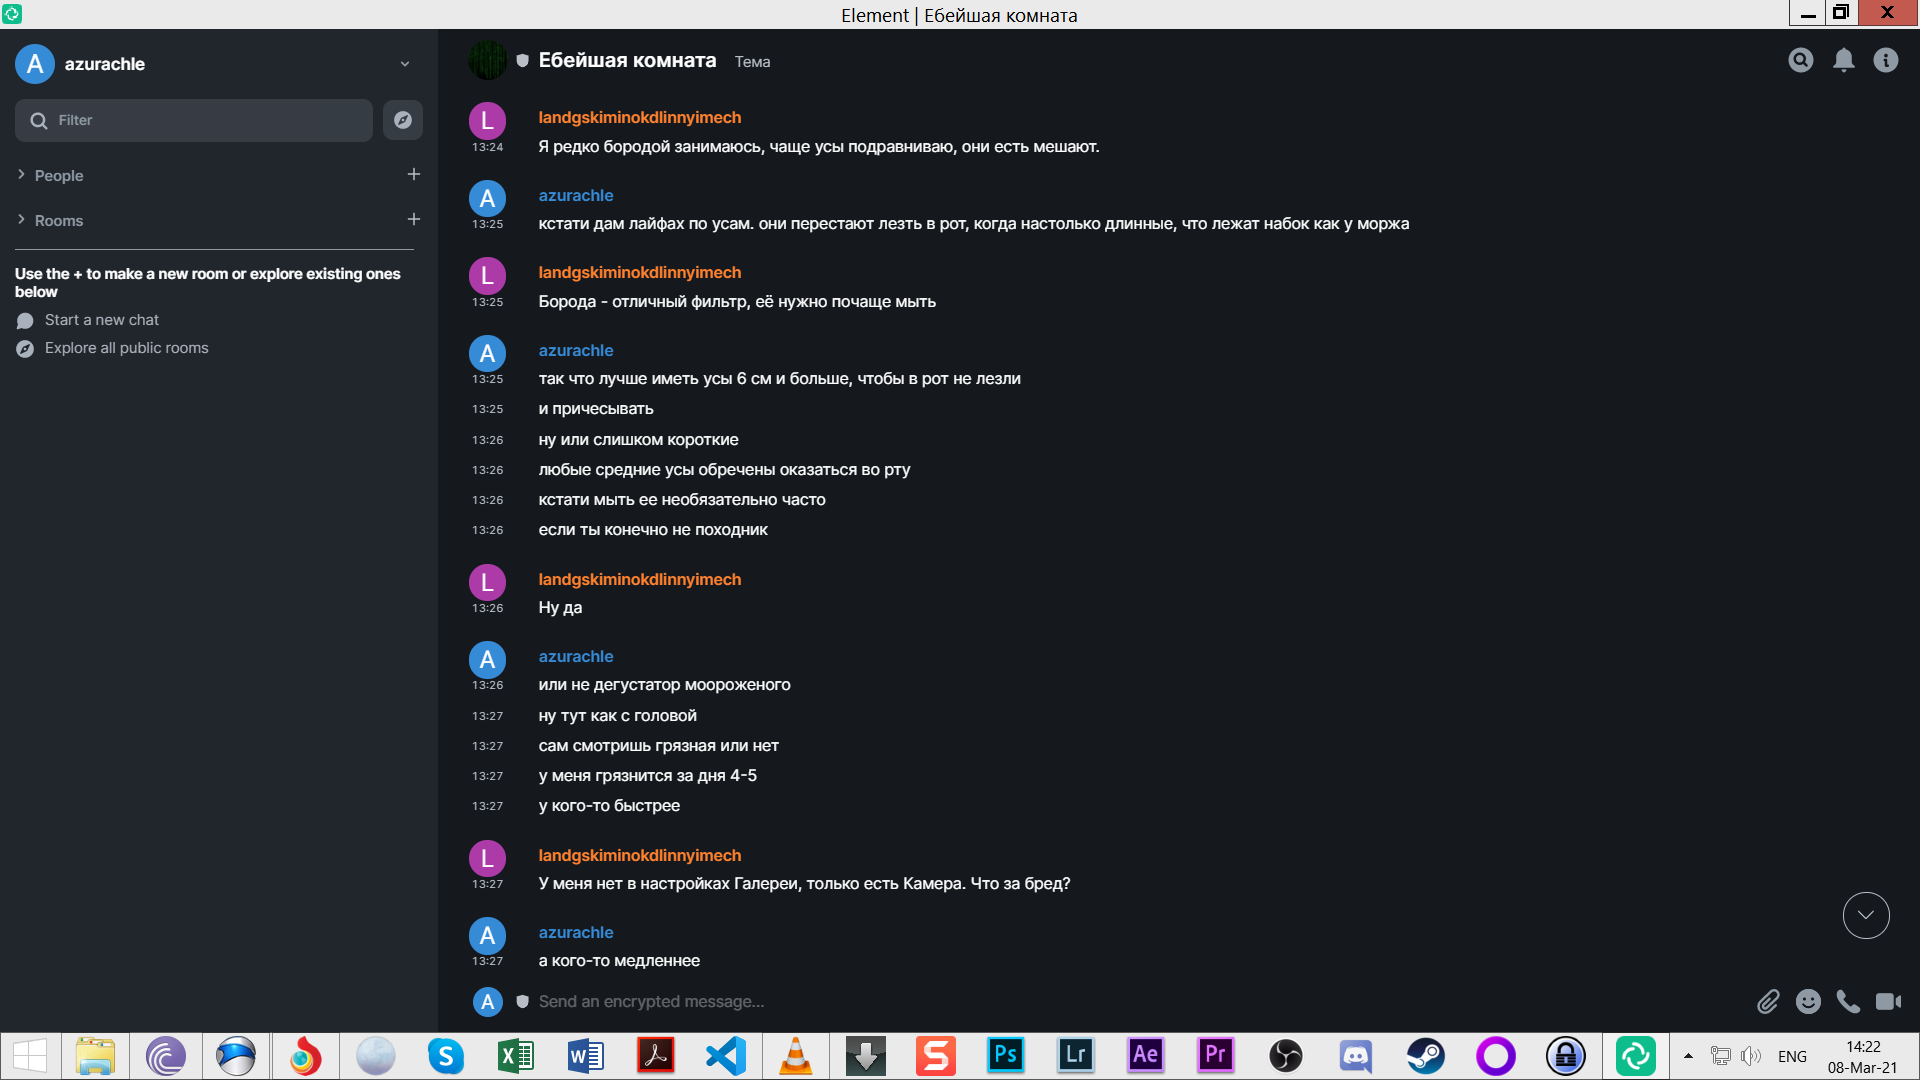 Element | Ебейшая комната
A azurachle
Filter
People
Rooms
Use the + to make a new room or explore existing ones
below
Start a new chat
Explore all public rooms
Ебейшая комната Тема
L landgskiminokdlinnyimech
13:24 Я редко бородой занимаюсь, чаще усы подравниваю, они есть мешают.
A azurachle
13:25 кстати дам лайфах по усам. они перестают лезть в рот, когда настолько длинные, что лежат набок как у моржа
L landgskiminokdlinnyimech
13:25 Борода - отличный фильтр, её нужно почаще мыть
A azurachle
13:25 так что лучше иметь усы 6 см и больше, чтобы в рот не лезли
13:25 и причесывать
13:26 ну или слишком короткие
13:26 любые средние усы обречены оказаться во рту
13:26 кстати мыть ее необязательно часто
13:26 если ты конечно не походник
L landgskiminokdlinnyimech
13:26 Ну да
A azurachle
13:26 или не дегустатор моороженого
13:27 ну тут как с головой
13:27 сам смотришь грязная или нет
13:27 у меня грязнится за дня 4-5
13:27 у кого-то быстрее
L landgskiminokdlinnyimech
13:27 У меня нет в настройках Галереи, только есть Камера. Что за бред?
A azurachle
13:27 а кого-то медленнее
A Send an encrypted message...
S X W S Ps Lr Ae Pr ENG 14:22
08-Mar-21